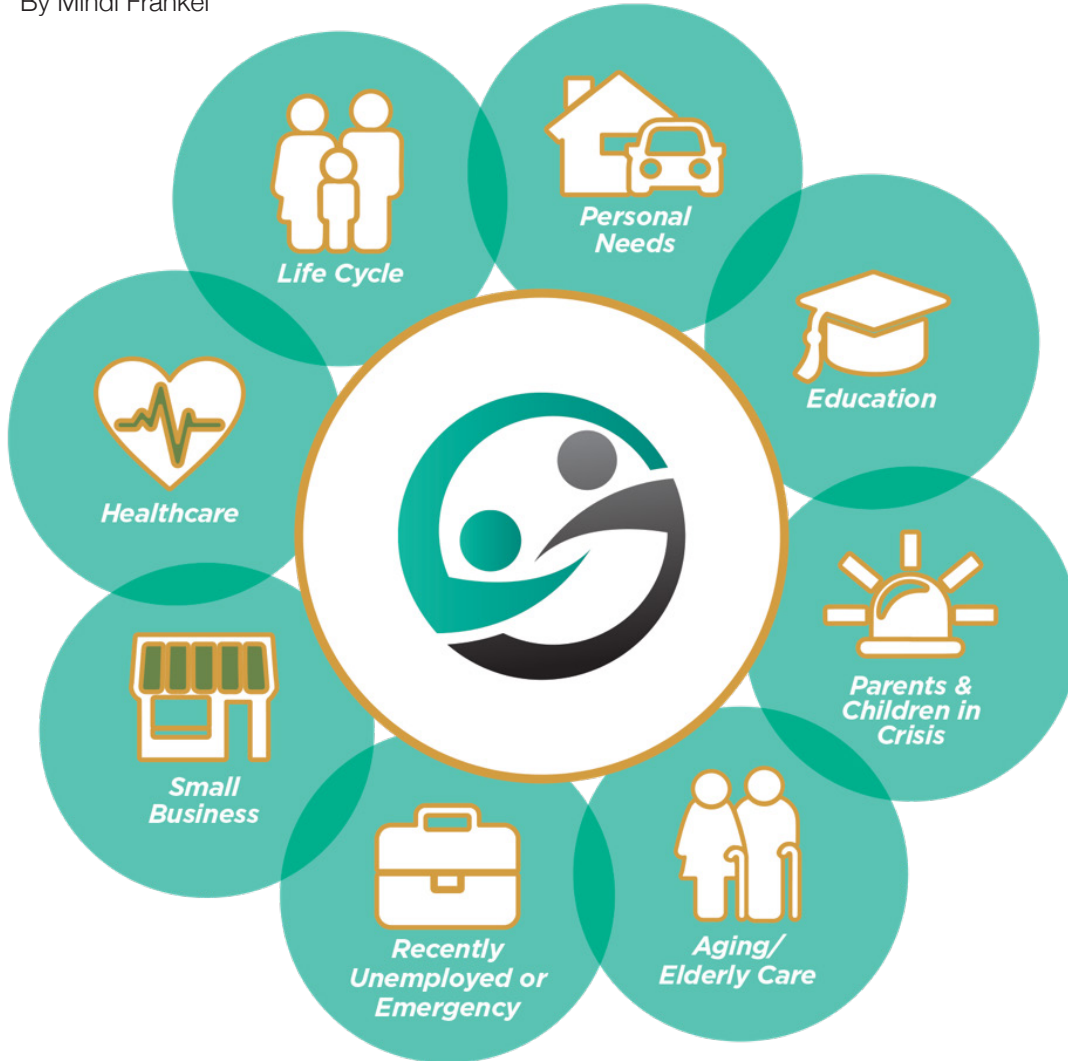 By Mindi Frankel
Life Cycle
Personal
Needs
Education
Healthcare
Parents &
Children in
Crisis
Small
Business
Recently
Unemployed or
Emergency
Aging/
Elderly Care